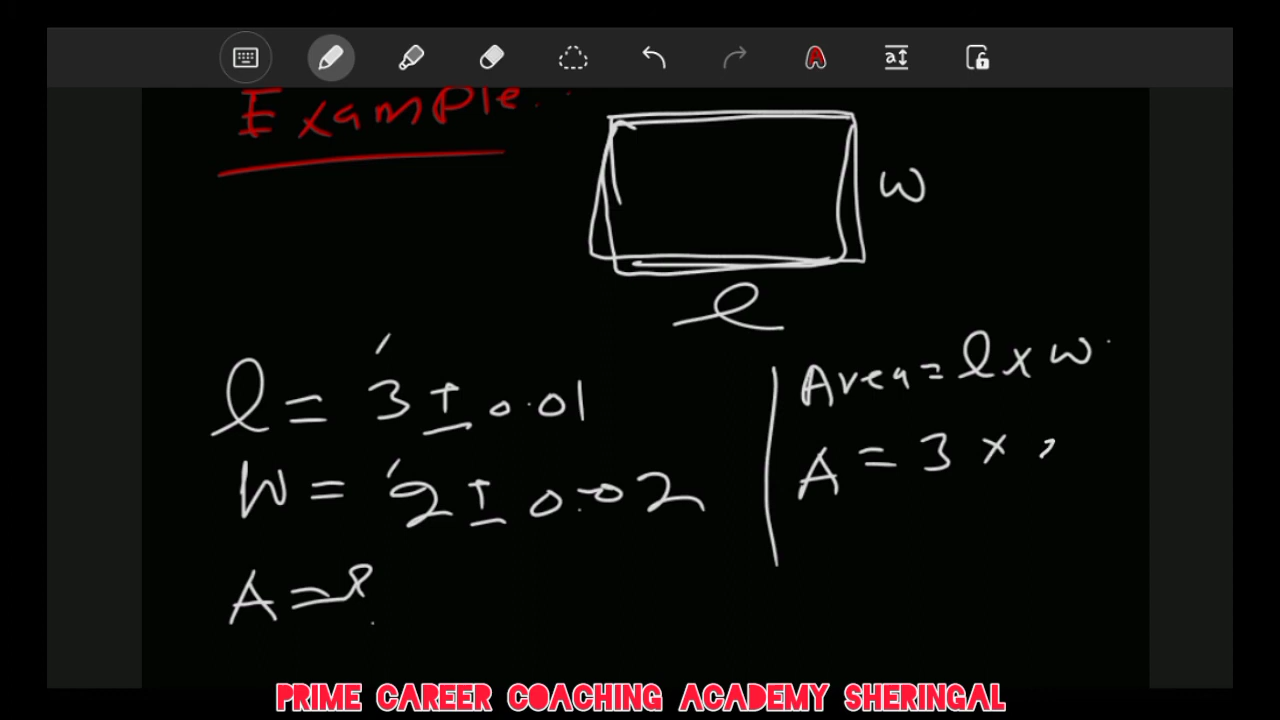 Example
w
l
l = 3 ± 0.01
W = 2 ± 0.02
A = l
Area = l x w
A = 3 x
PRIME CAREER COACHING ACADEMY SHERINGAL